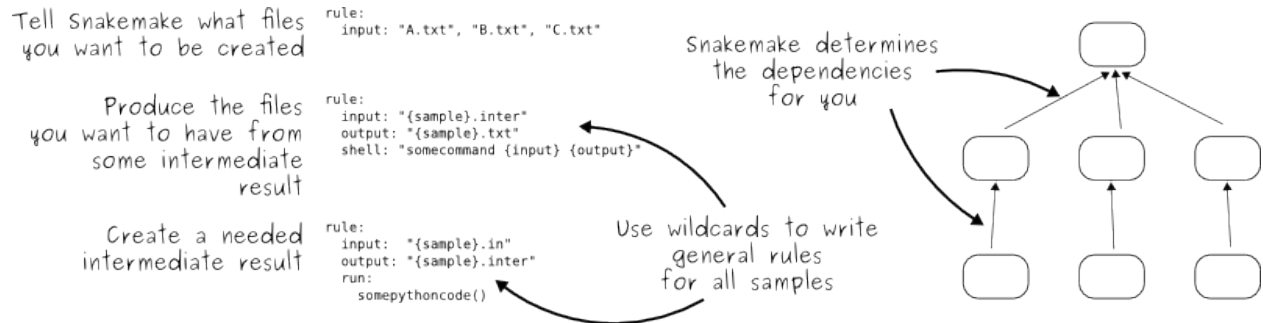 Tell Snakemake what files
you want to be created
rule:
input: "A.txt", "B.txt", "C.txt"
Produce the files
you want to have from
some intermediate
result
rule:
input: "{sample}.inter"
output: "{sample}.txt"
shell: "somecommand {input} {output}"
Create a needed
intermediate result
rule:
input: "{sample}.in"
output: "{sample}.inter"
run:
somepythoncode()
Snakemake determines
the dependencies
for you
Use wildcards to write
general rules
for all samples